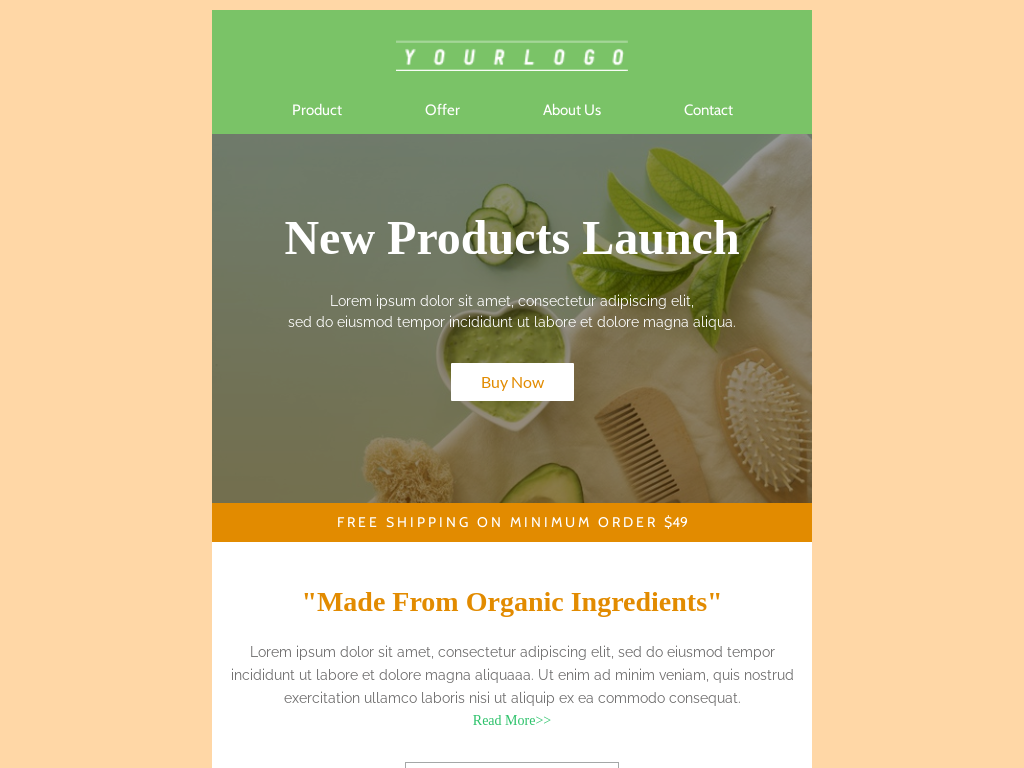 YOURLOGO
Product Offer About Us Contact
New Products Launch
Lorem ipsum dolor sit amet, consectetur adipiscing elit,
sed do eiusmod tempor incididunt ut labore et dolore magna aliqua.
Buy Now
FREE SHIPPING ON MINIMUM ORDER $49
"Made From Organic Ingredients"
Lorem ipsum dolor sit amet, consectetur adipiscing elit, sed do eiusmod tempor
incididunt ut labore et dolore magna aliquaaa. Ut enim ad minim veniam, quis nostrud
exercitation ullamco laboris nisi ut aliquip ex ea commodo consequat.
Read More>>